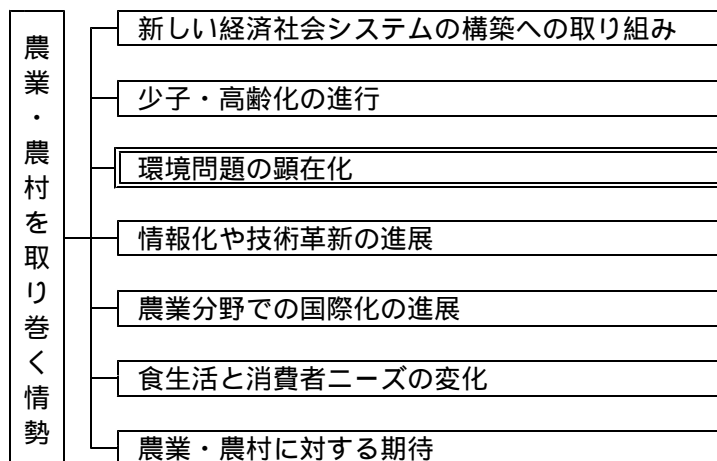 農業・農村を取り巻く情勢
新しい経済社会システムの構築への取り組み
少子・高齢化の進行
環境問題の顕在化
情報化や技術革新の進展
農業分野での国際化の進展
食生活と消費者ニーズの変化
農業・農村に対する期待